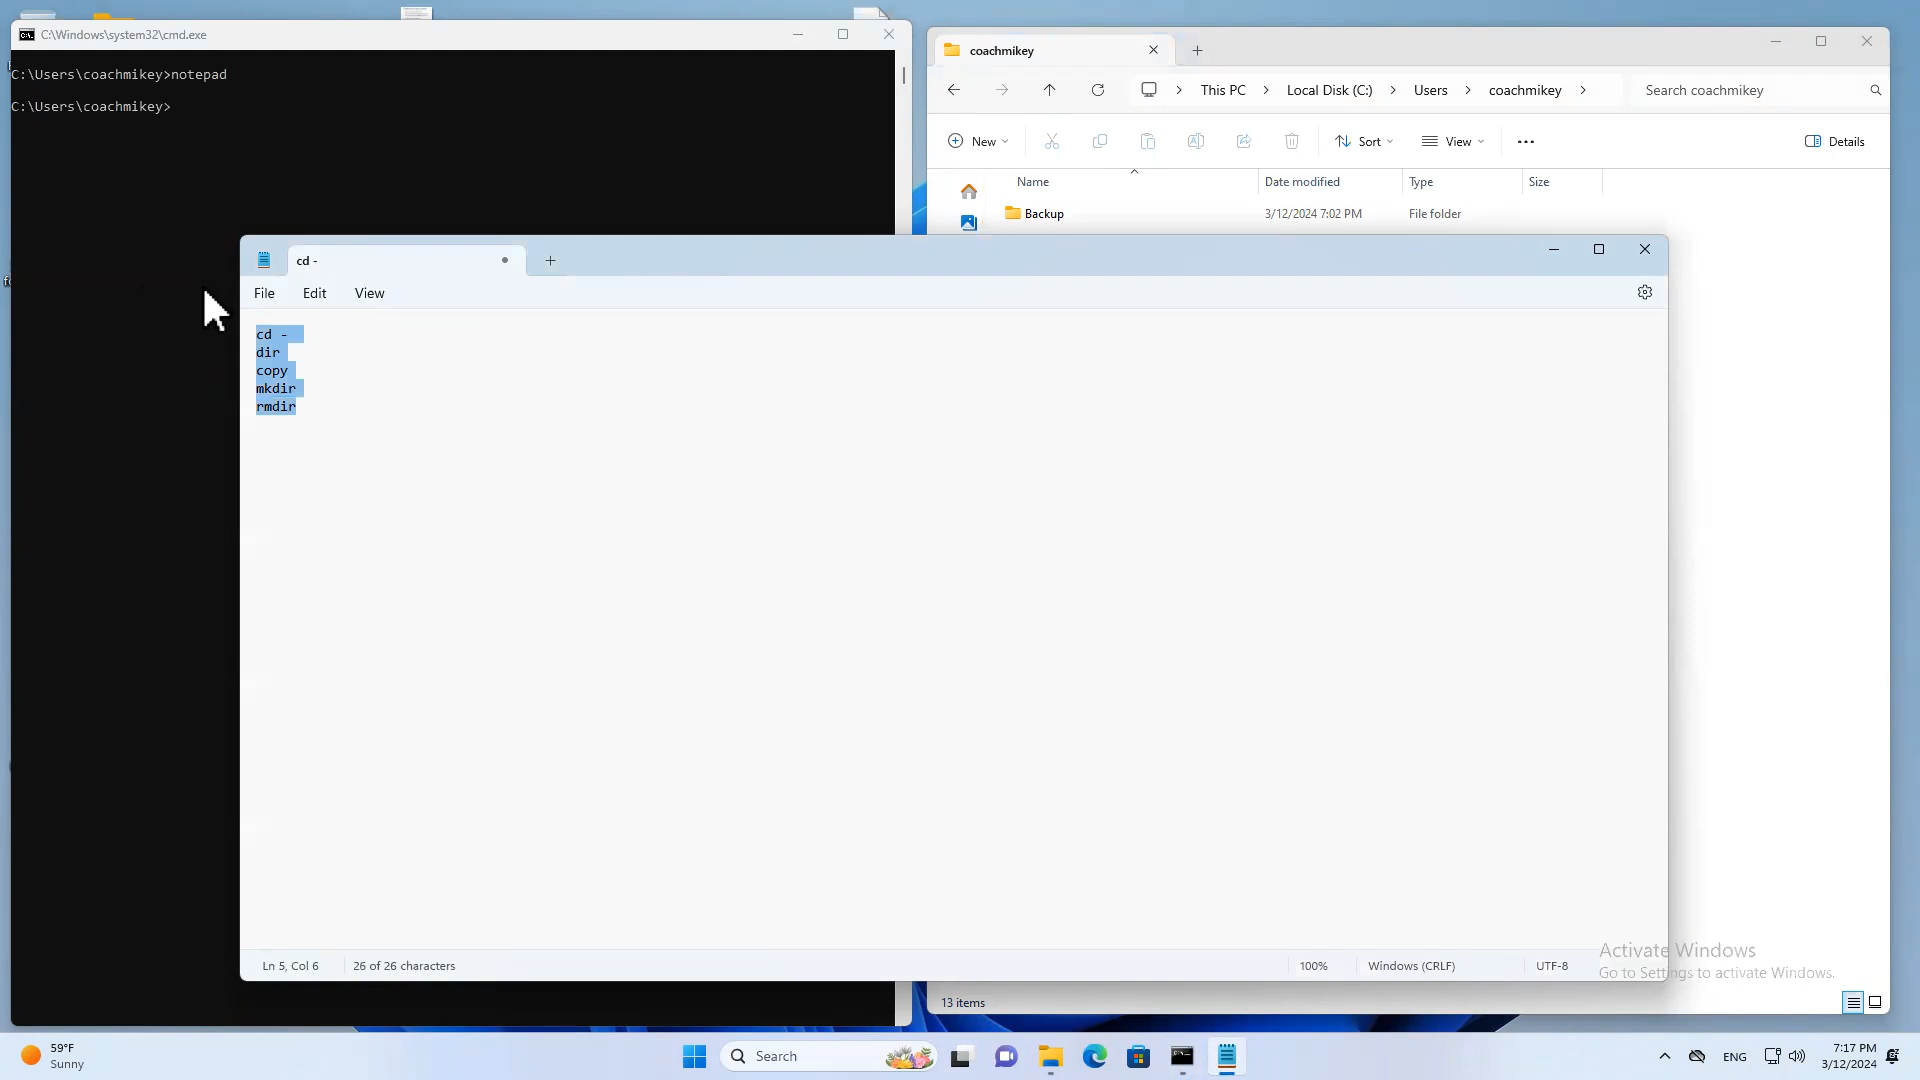 C:\Windows\system32\cmd.exe
C:\Users\coachmikey>notepad
C:\Users\coachmikey>
coachmikey
This PC > Local Disk (C:) > Users > coachmikey >
Search coachmikey
New
Sort
View
Details
Name
Date modified
Type
Size
Backup
3/12/2024 7:02 PM
File folder
cd -
File
Edit
View
cd -
dir
copy
mkdir
rmdir
Ln 5, Col 6
26 of 26 characters
100%
Windows (CRLF)
UTF-8
Activate Windows
Go to Settings to activate Windows.
13 items
59°F
Sunny
Search
ENG
7:17 PM
3/12/2024